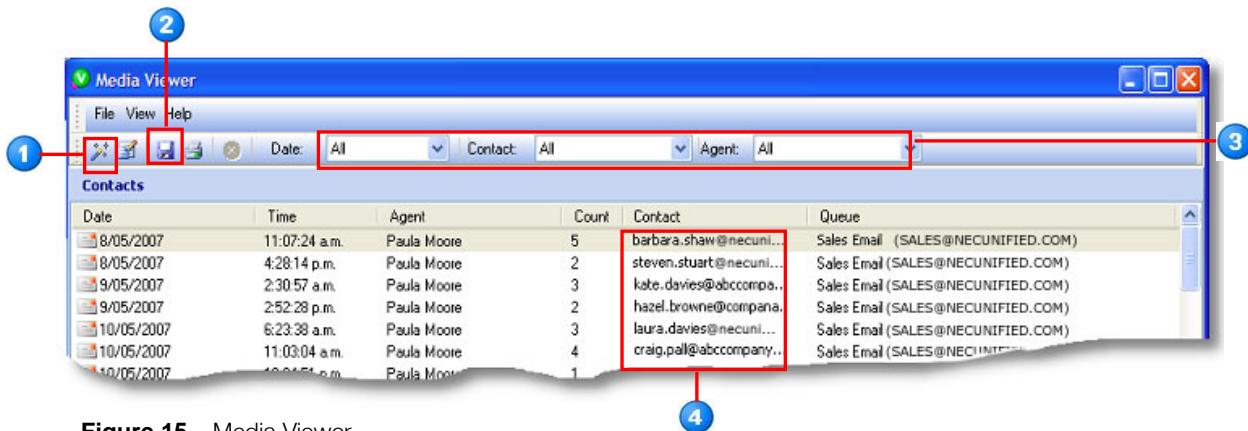 2
Media Viewer
File View Help
1
Date: All Contact: All Agent: All
3
Contacts
Date Time Agent Count Contact Queue
8/05/2007 11:07:24 a.m. Paula Moore 5 barbara.shaw@necuni... Sales Email (SALES@NECUNIFIED.COM)
8/05/2007 4:28:14 p.m. Paula Moore 2 steven.stuart@necuni... Sales Email (SALES@NECUNIFIED.COM)
9/05/2007 2:30:57 a.m. Paula Moore 3 kate.davies@abccompa.. Sales Email (SALES@NECUNIFIED.COM)
9/05/2007 2:52:28 p.m. Paula Moore 2 hazel.browne@compana. Sales Email (SALES@NECUNIFIED.COM)
10/05/2007 6:23:38 a.m. Paula Moore 3 laura.davies@necuni... Sales Email (SALES@NECUNIFIED.COM)
10/05/2007 11:03:04 a.m. Paula Moore 4 craig.pall@abccompany.. Sales Email
10/05/2007 Paula 1
4
Figure 15 Media Viewer